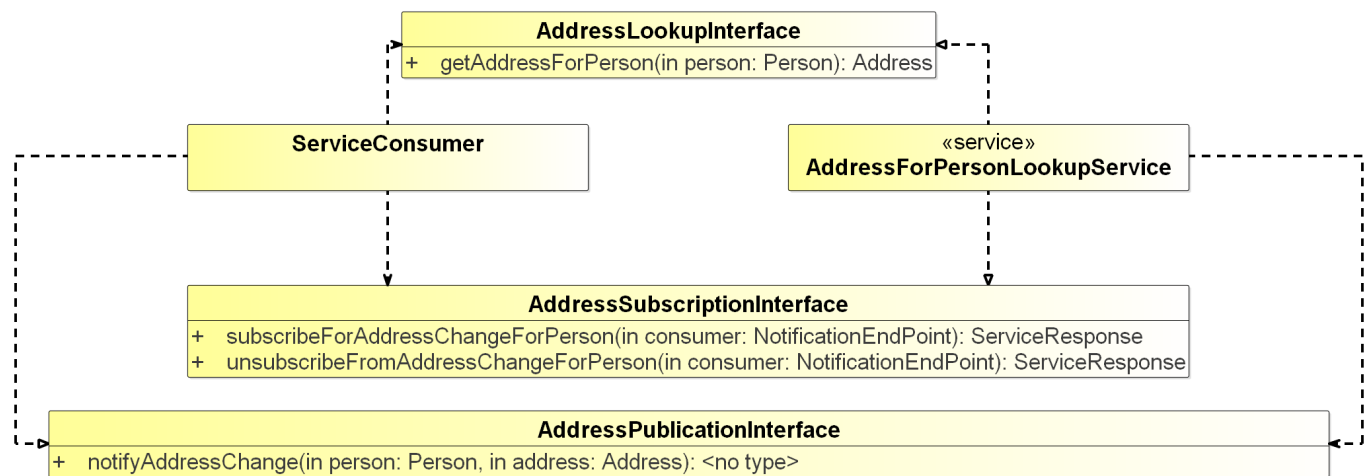 AddressLookupInterface
+ getAddressForPerson(in person: Person): Address
ServiceConsumer
«service»
AddressForPersonLookupService
AddressSubscriptionInterface
+ subscribeForAddressChangeForPerson(in consumer: NotificationEndPoint): ServiceResponse
+ unsubscribeFromAddressChangeForPerson(in consumer: NotificationEndPoint): ServiceResponse
AddressPublicationInterface
+ notifyAddressChange(in person: Person, in address: Address): <no type>